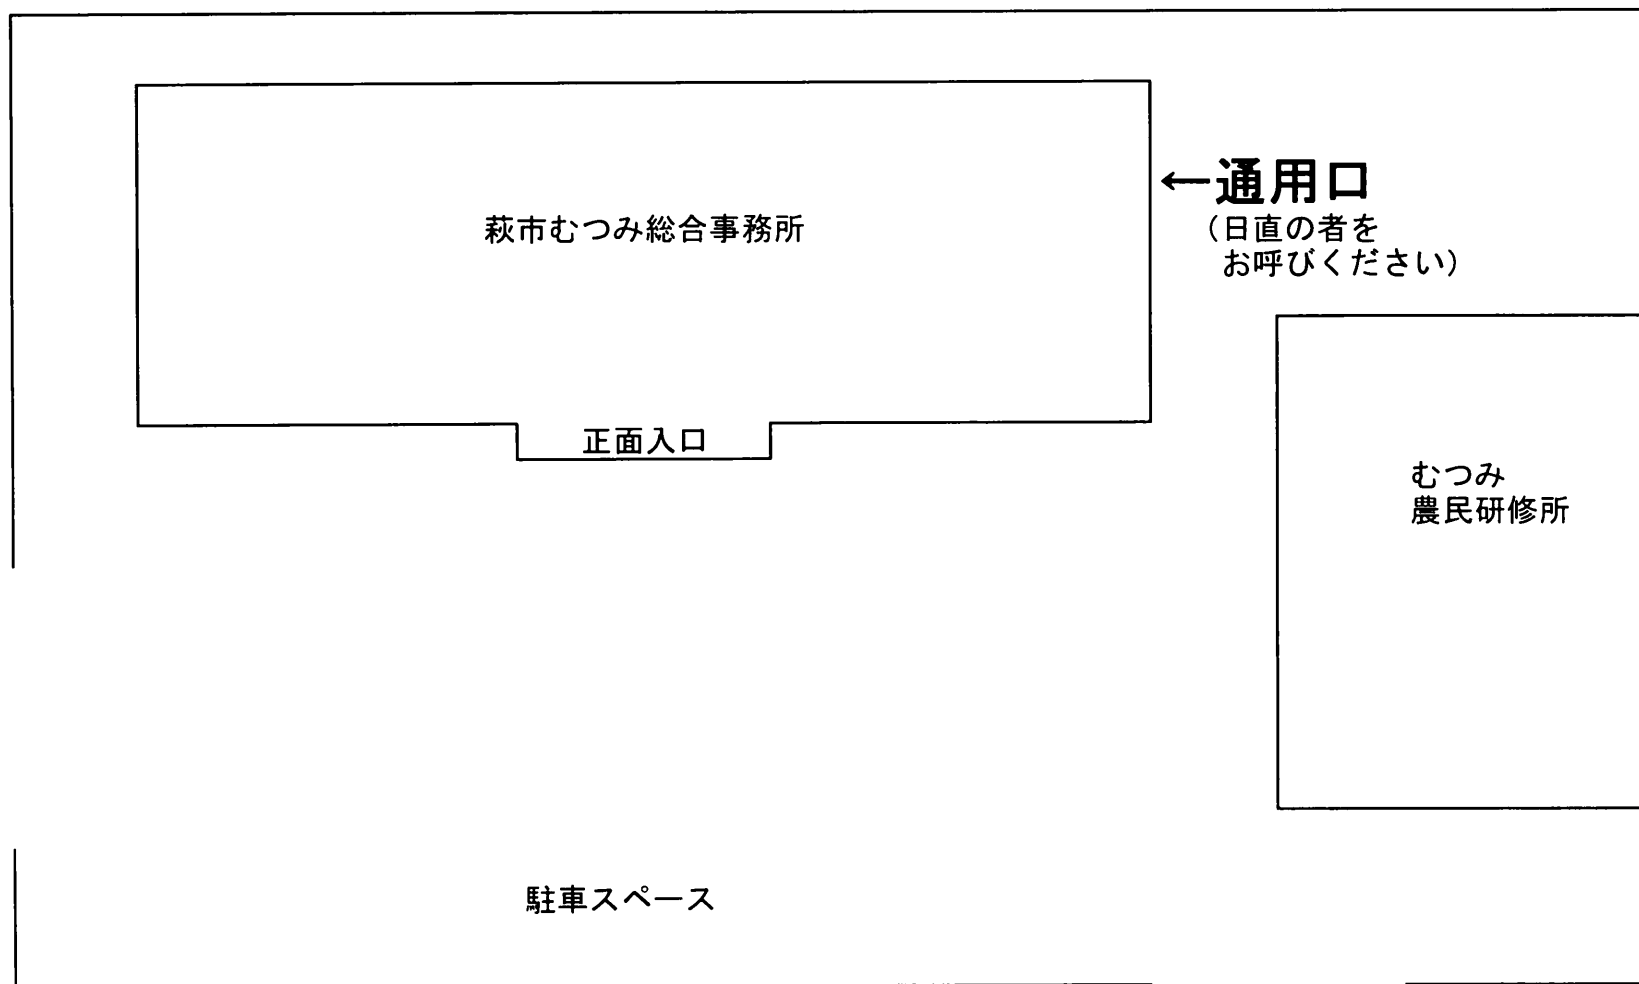 ←通用口
萩市むつみ総合事務所
（日直の者を
お呼びください）
正面入口
むつみ
農民研修所
駐車スペース